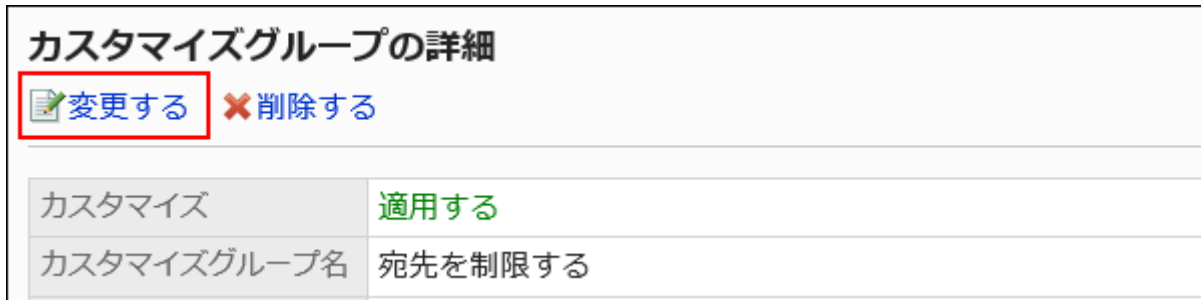 カスタマイズグループの詳細
変更する 削除する
カスタマイズ 適用する
カスタマイズグループ名 宛先を制限する